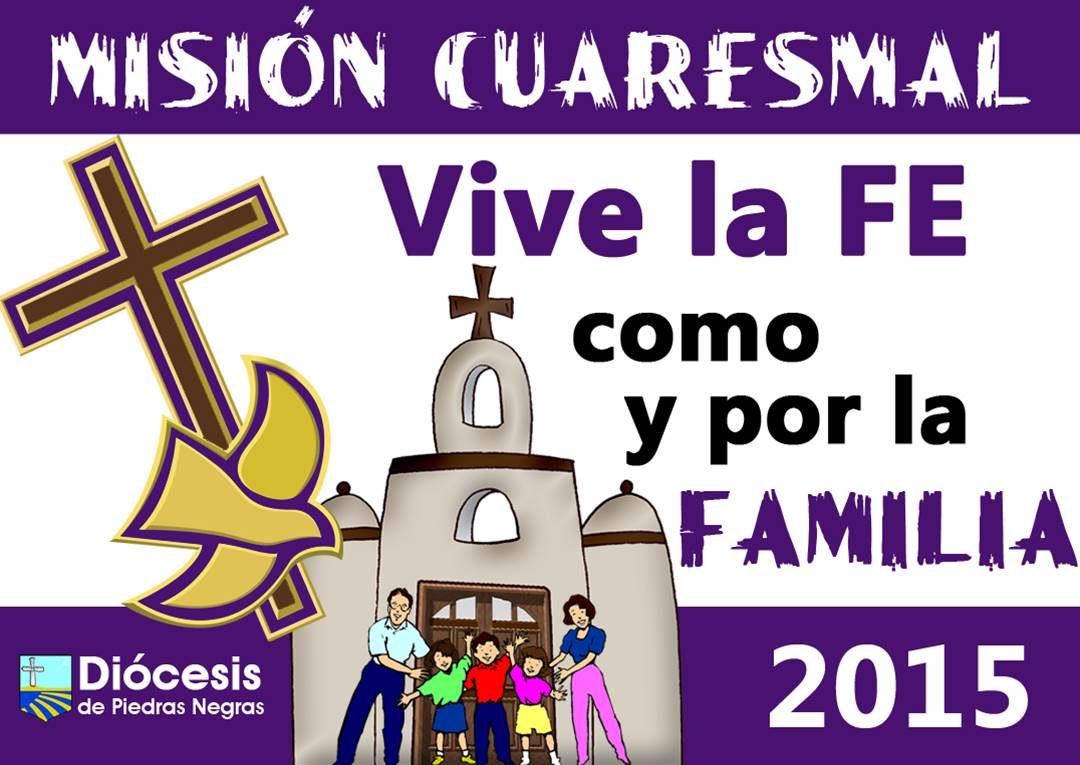 MISIÓN CUARESMAL
Vive la FE
como
y por la
FAMILIA
Diócesis
de Piedras Negras
2015